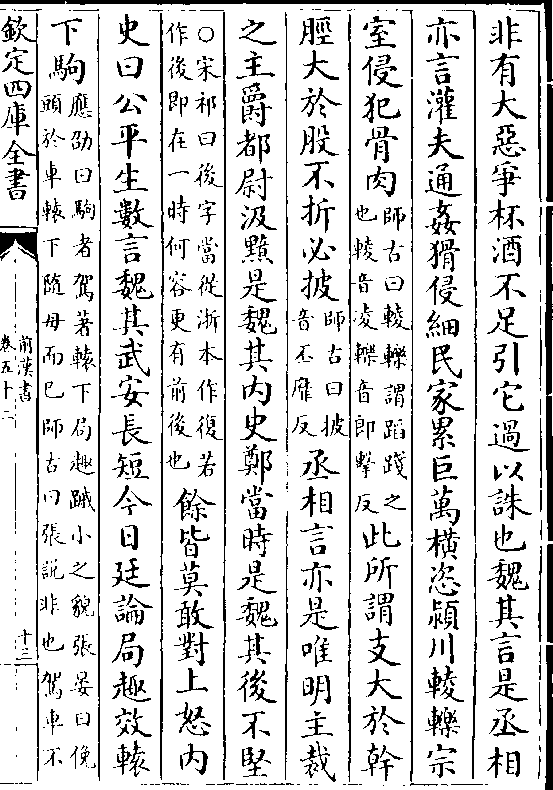 非有大惡爭杯酒不足引它過以誅也魏其言是丞相
亦言灌夫通姦猾侵細民家累巨萬橫恣潁川輘轢宗
室侵犯骨肉師古曰輘轢謂蹈踐之也輘音凌轢音郎擊反此所謂支大於幹
脛大於股不折必披師古曰披音丕靡反丞相言亦是唯明主裁
之主爵都尉汲黯是魏其内史鄭當時是魏其後不堅
○宋祁曰後字當從浙本作復若作後即在一時何容更有前後也餘皆莫敢對上怒内
史曰公平生數言魏其武安長短今日廷論局趣效轅
下駒應劭曰駒者駕著轅下局趣蹴小之貌張晏曰俛頭於車轅下隨母而已師古曰張說非也駕車不
欽定四庫全書
前漢書
卷五十二
十三